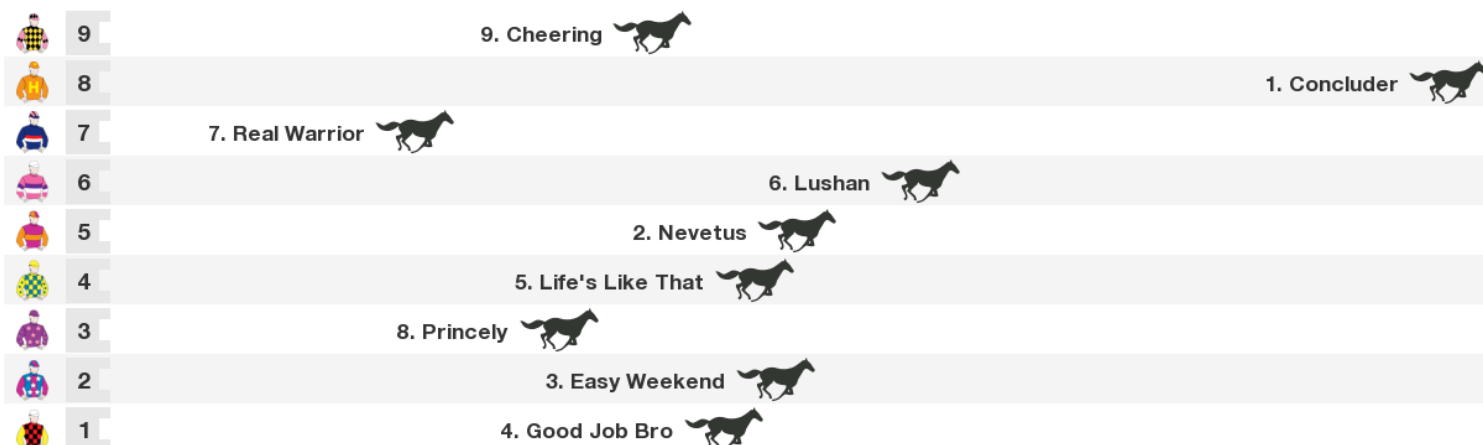 9 9. Cheering
8 1. Concluder
7 7. Real Warrior
6 6. Lushan
5 2. Nevetus
4 5. Life's Like That
3 8. Princely
2 3. Easy Weekend
1 4. Good Job Bro
H